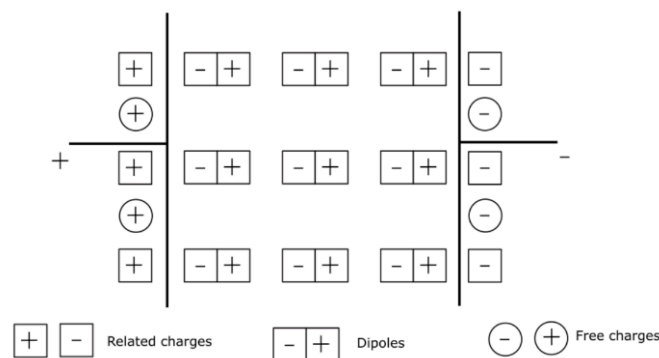 + - + - + - + -
+ -
+ -
+ - + - + - + -
+ -
+ - + - + - + -
+ - Related charges - + Dipoles - + Free charges